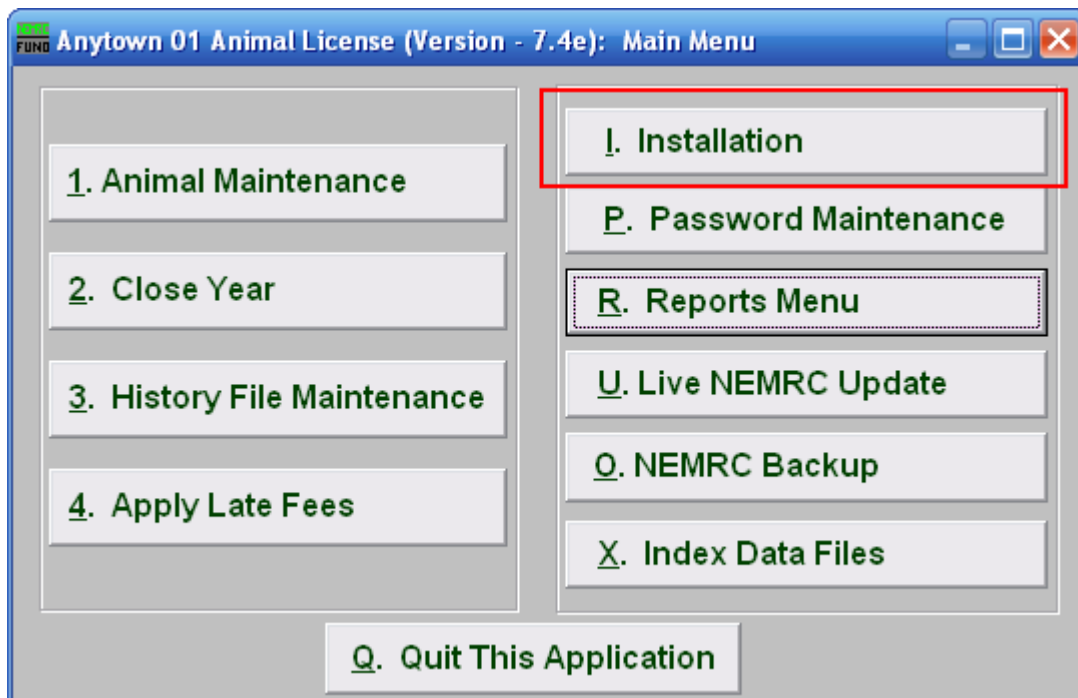 NEMRC
FUND
Anytown 01 Animal License (Version - 7.4e): Main Menu
1. Animal Maintenance
2. Close Year
3. History File Maintenance
4. Apply Late Fees
I. Installation
P. Password Maintenance
R. Reports Menu
U. Live NEMRC Update
O. NEMRC Backup
X. Index Data Files
Q. Quit This Application